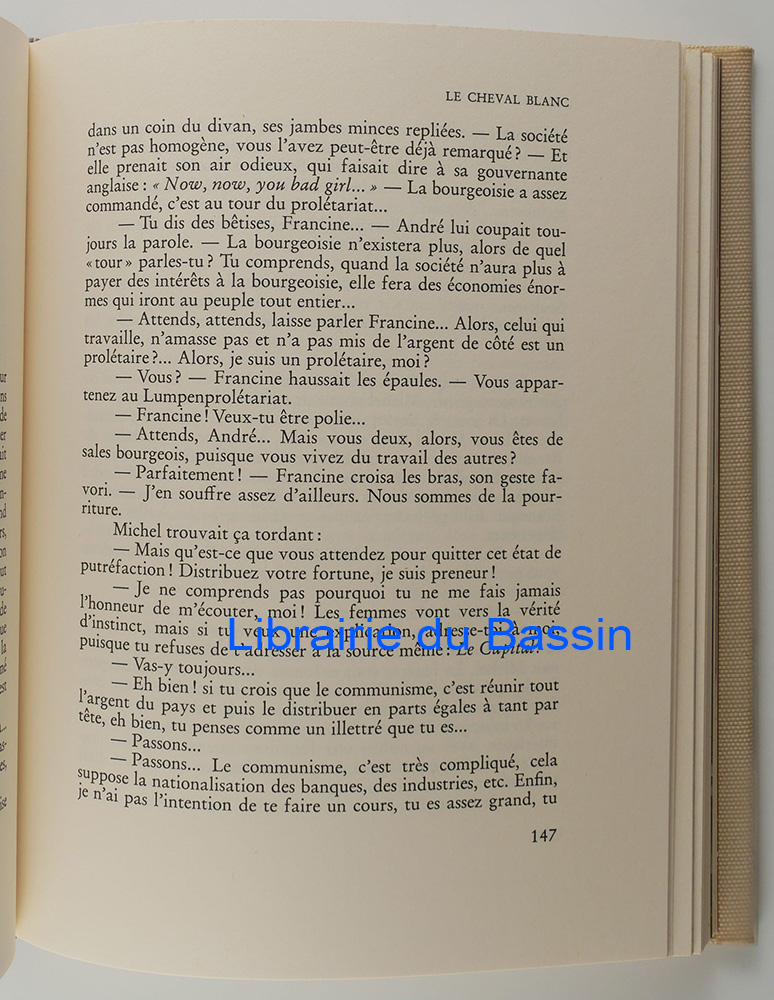 LE CHEVAL BLANC
dans un coin du divan, ses jambes minces repliées. — La société
n'est pas homogène, vous l'avez peut-être déjà remarqué ? — Et
elle prenait son air odieux, qui faisait dire à sa gouvernante
anglaise : « Now, now, you bad girl... » — La bourgeoisie a assez
commandé, c'est au tour du prolétariat...
— Tu dis des bêtises, Francine... — André lui coupait tou-
jours la parole. — La bourgeoisie n'existera plus, alors de quel
« tour » parles-tu ? Tu comprends, quand la société n'aura plus à
payer des intérêts à la bourgeoisie, elle fera des économies énor-
mes qui iront au peuple tout entier...
— Attends, attends, laisse parler Francine... Alors, celui qui
travaille, n'amasse pas et n'a pas mis de l'argent de côté est un
prolétaire ?... Alors, je suis un prolétaire, moi ?
— Vous ? — Francine haussait les épaules. — Vous appar-
tenez au Lumpenprolétariat.
— Francine ! Veux-tu être polie...
— Attends, André... Mais vous deux, alors, vous êtes de
sales bourgeois, puisque vous vivez du travail des autres ?
— Parfaitement ! — Francine croisa les bras, son geste fa-
vori. — J'en souffre assez d'ailleurs. Nous sommes de la pour-
riture.
Michel trouvait ça tordant :
— Mais qu'est-ce que vous attendez pour quitter cet état de
putréfaction ! Distribuez votre fortune, je suis preneur !
— Je ne comprends pas pourquoi tu ne me fais jamais
l'honneur de m'écouter, moi ! Les femmes vont vers la vérité
d'instinct, mais si tu veux une explication, adresse-toi à moi,
puisque tu refuses de t'adresser à la source même : Le Capital !
Librairie du Bassin
— Vas-y toujours...
— Eh bien ! si tu crois que le communisme, c'est réunir tout
l'argent du pays et puis le distribuer en parts égales à tant par
tête, eh bien, tu penses comme un illettré que tu es...
— Passons...
— Passons... Le communisme, c'est très compliqué, cela
suppose la nationalisation des banques, des industries, etc. Enfin,
je n'ai pas l'intention de te faire un cours, tu es assez grand, tu
147